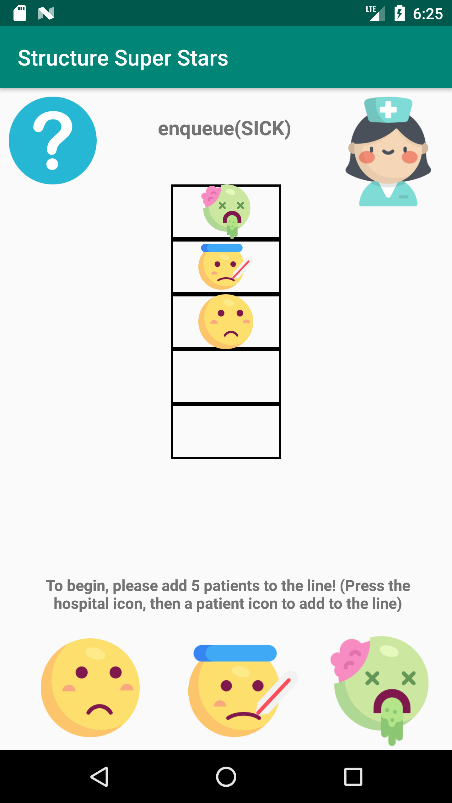 LTE 6:25
Structure Super Stars
?
enqueue(SICK)
To begin, please add 5 patients to the line! (Press the
hospital icon, then a patient icon to add to the line)